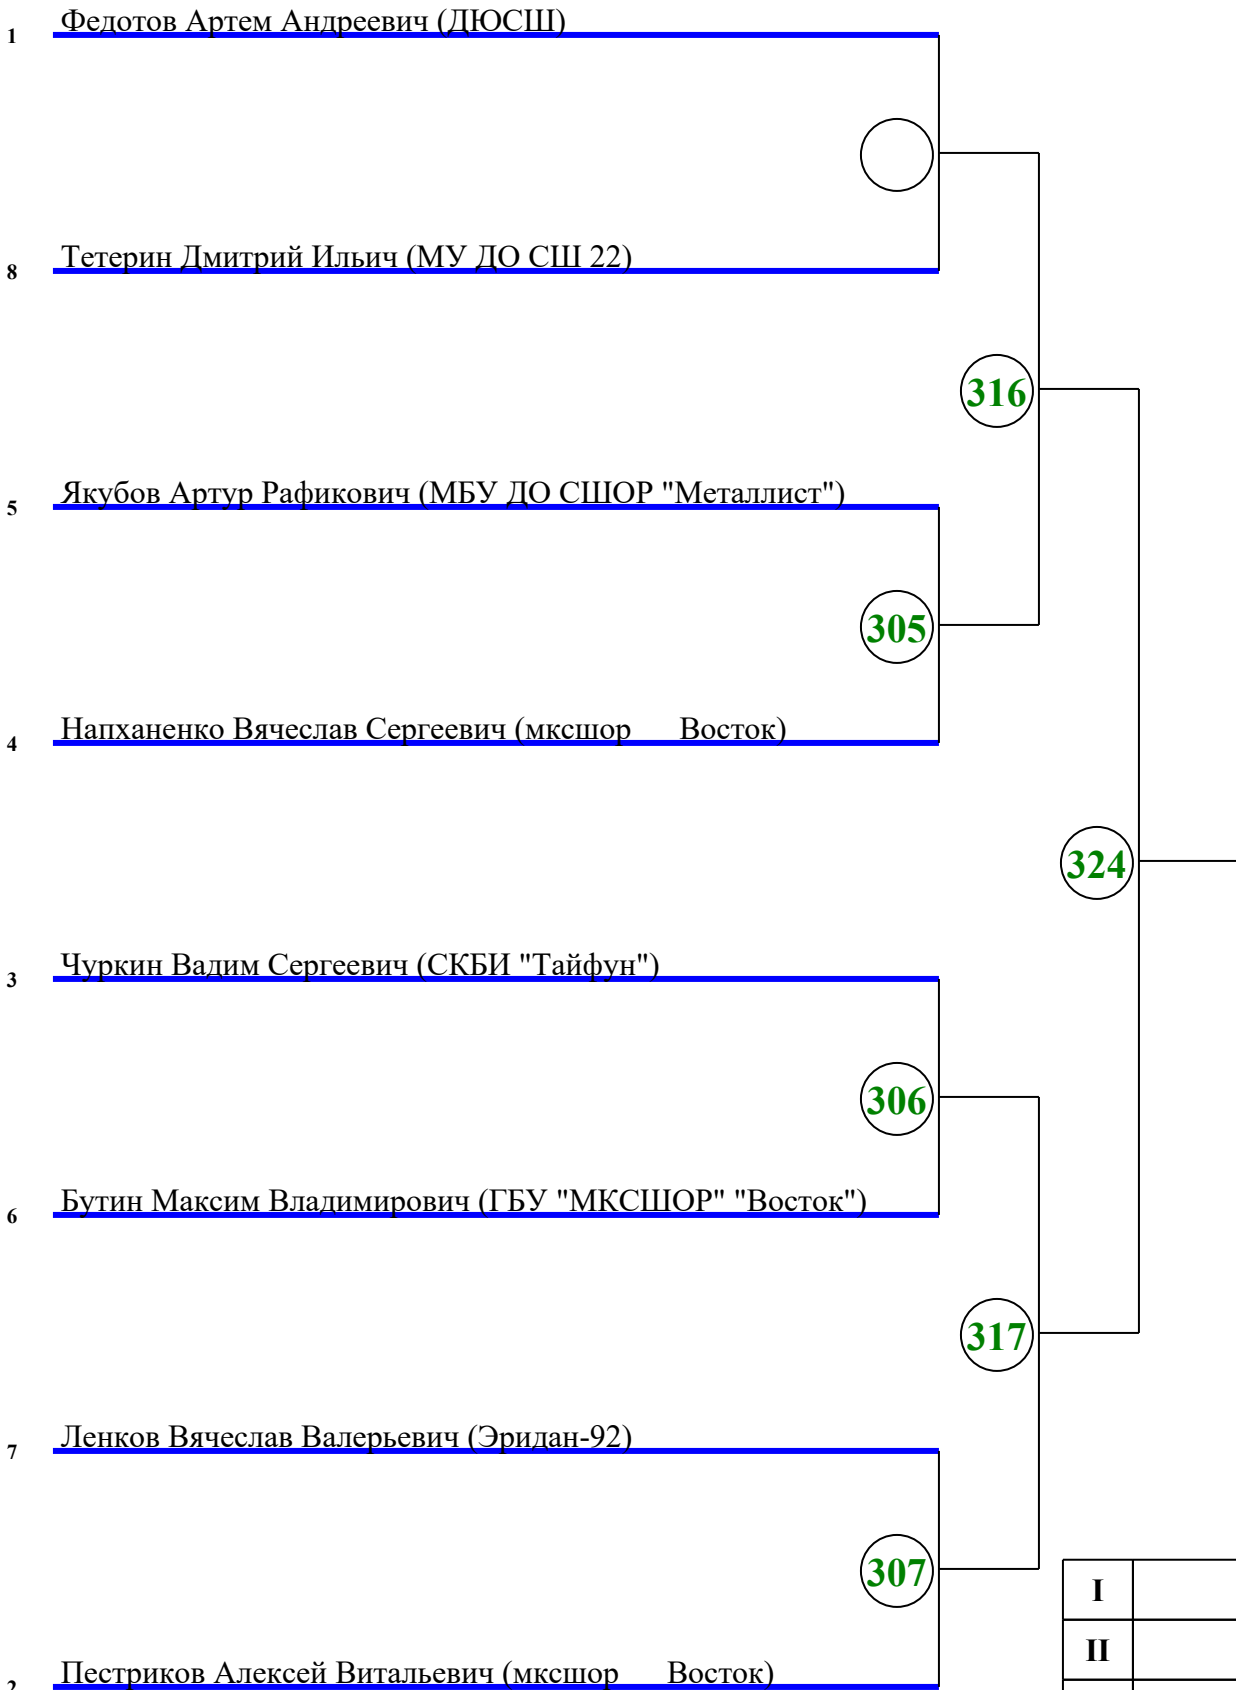 1 Федотов Артем Андреевич (ДЮСШ)
8 Тетерин Дмитрий Ильич (МУ ДО СШ 22)
316
5 Якубов Артур Рафикович (МБУ ДО СШОР "Металлист")
305
4 Напханенко Вячеслав Сергеевич (мксшор Восток)
324
3 Чуркин Вадим Сергеевич (СКБИ "Тайфун")
306
6 Бутин Максим Владимирович (ГБУ "МКСШОР" "Восток")
317
7 Ленков Вячеслав Валерьевич (Эридан-92)
307
I
II
2 Пестриков Алексей Витальевич (мксшор Восток)